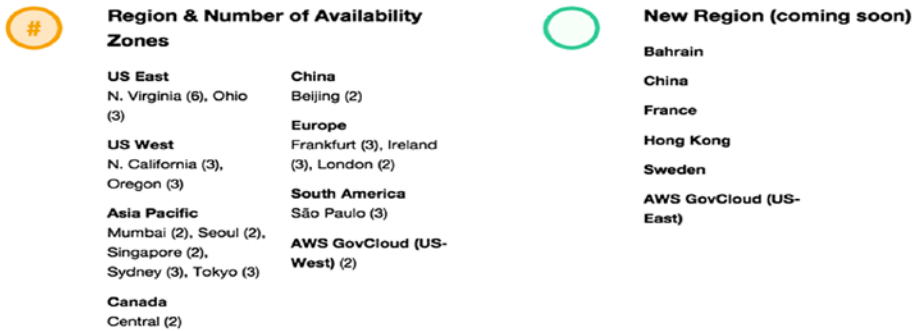 #
Region & Number of Availability
Zones
US East
N. Virginia (6), Ohio
(3)
US West
N. California (3),
Oregon (3)
Asia Pacific
Mumbai (2), Seoul (2),
Singapore (2),
Sydney (3), Tokyo (3)
Canada
Central (2)
China
Beijing (2)
Europe
Frankfurt (3), Ireland
(3), London (2)
South America
São Paulo (3)
AWS GovCloud (US-
West) (2)
New Region (coming soon)
Bahrain
China
France
Hong Kong
Sweden
AWS GovCloud (US-
East)